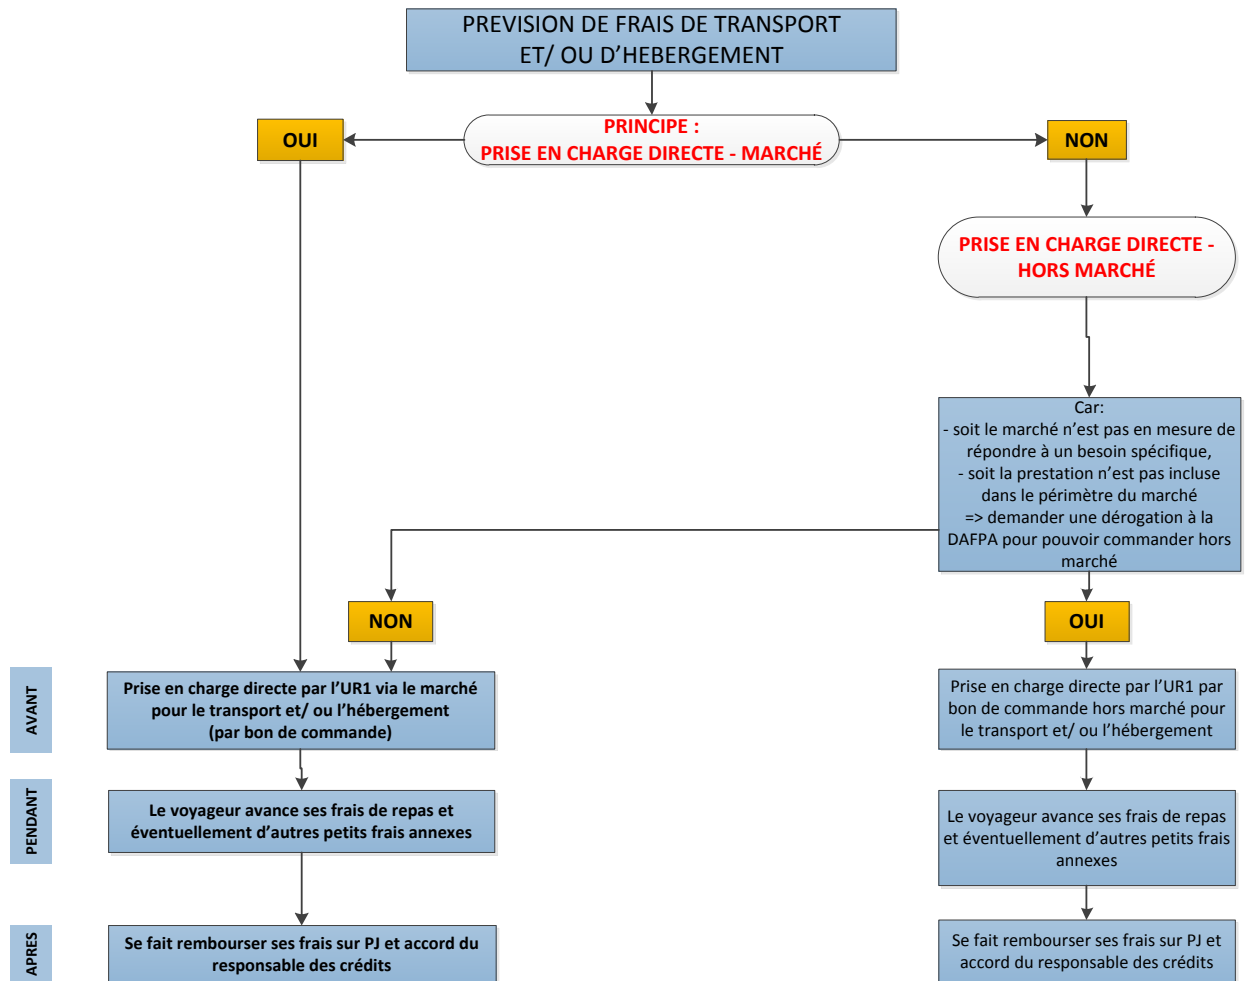 PREVISION DE FRAIS DE TRANSPORT
ET/ OU D'HEBERGEMENT
OUI
PRINCIPE :
PRISE EN CHARGE DIRECTE - MARCHÉ
NON
PRISE EN CHARGE DIRECTE -
HORS MARCHÉ
Car:
- soit le marché n’est pas en mesure de
répondre à un besoin spécifique,
- soit la prestation n’est pas incluse
dans le périmètre du marché
=> demander une dérogation à la
DAFPA pour pouvoir commander hors
marché
NON
OUI
AVANT
Prise en charge directe par l’UR1 via le marché
pour le transport et/ ou l’hébergement
(par bon de commande)
Prise en charge directe par l’UR1 par
bon de commande hors marché pour
le transport et/ ou l’hébergement
PENDANT
Le voyageur avance ses frais de repas et
éventuellement d’autres petits frais annexes
Le voyageur avance ses frais de repas
et éventuellement d’autres petits frais
annexes
APRES
Se fait rembourser ses frais sur PJ et accord du
responsable des crédits
Se fait rembourser ses frais sur PJ et
accord du responsable des crédits